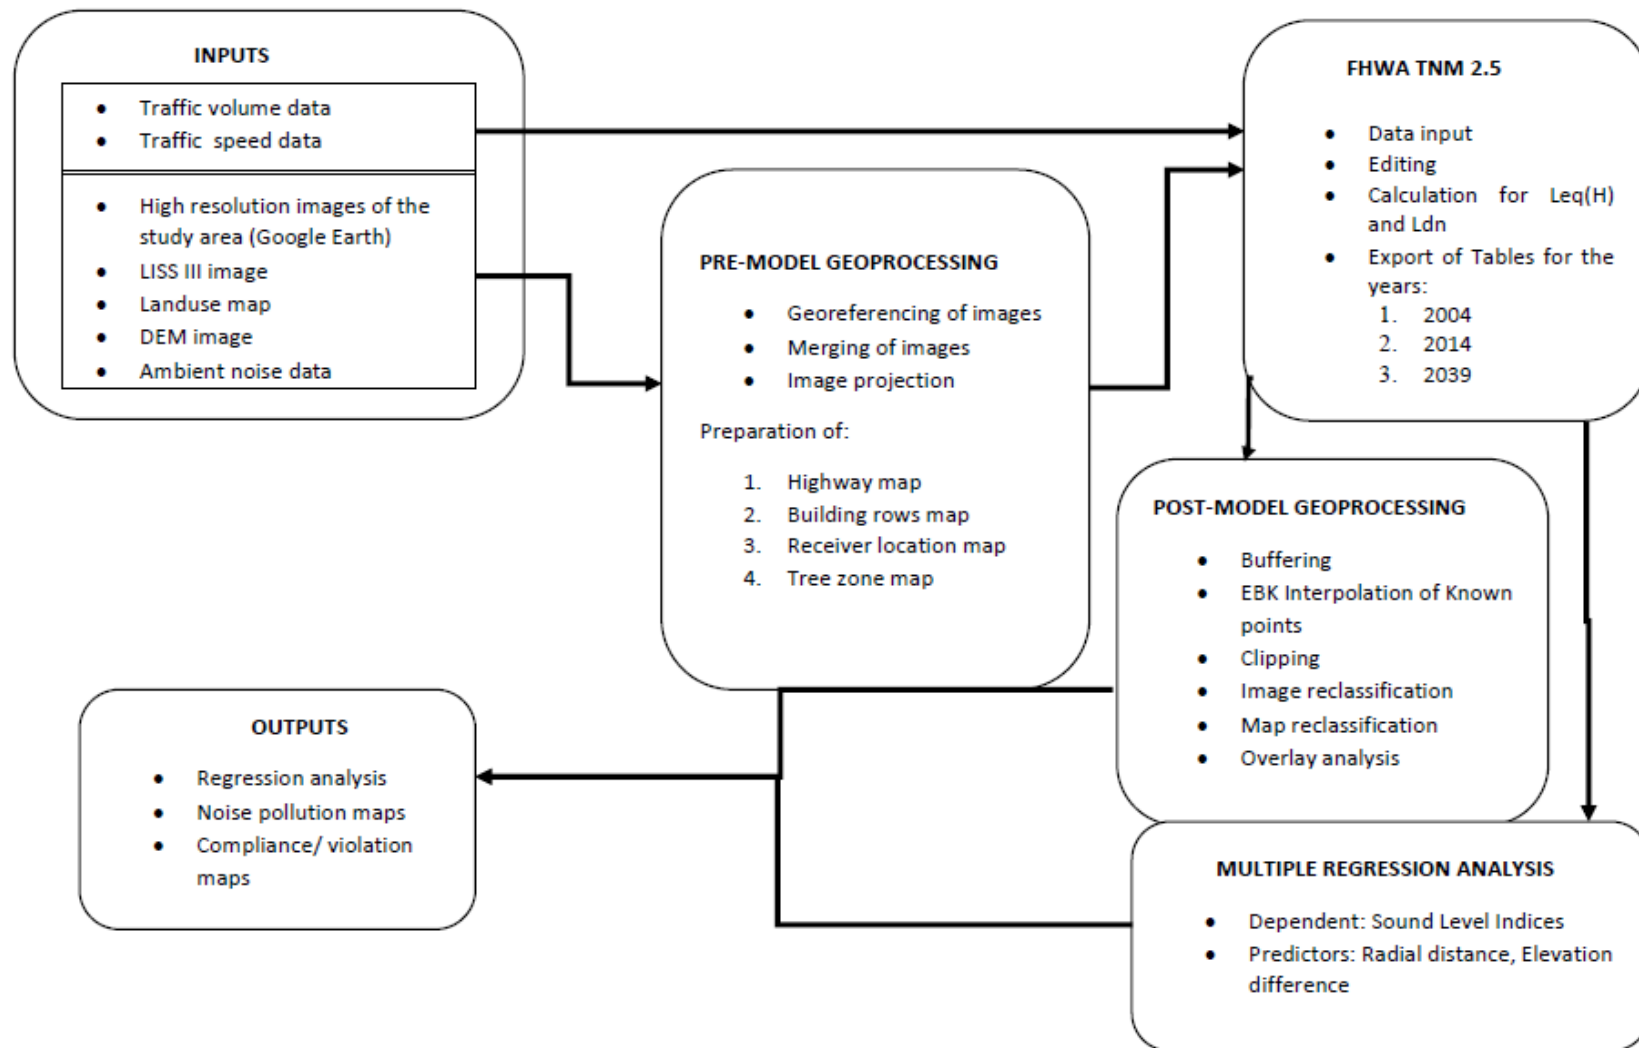 INPUTS
Traffic volume data
Traffic speed data
High resolution images of the
study area (Google Earth)
LISS III image
Landuse map
DEM image
Ambient noise data
PRE-MODEL GEOPROCESSING
Georeferencing of images
Merging of images
Image projection
Preparation of:
1. Highway map
2. Building rows map
3. Receiver location map
4. Tree zone map
FHWA TNM 2.5
Data input
Editing
Calculation for Leq(H)
and Ldn
Export of Tables for the
years:
1. 2004
2. 2014
3. 2039
POST-MODEL GEOPROCESSING
Buffering
EBK Interpolation of Known
points
Clipping
Image reclassification
Map reclassification
Overlay analysis
MULTIPLE REGRESSION ANALYSIS
Dependent: Sound Level Indices
Predictors: Radial distance, Elevation
difference
OUTPUTS
Regression analysis
Noise pollution maps
Compliance/ violation
maps